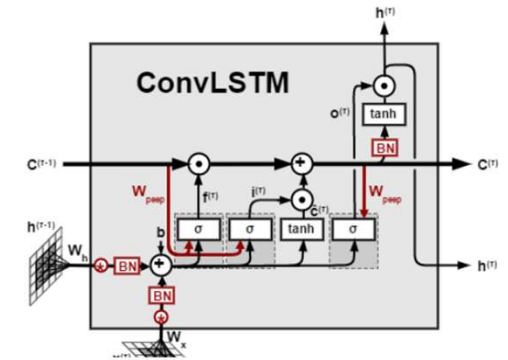 h(τ)
ConvLSTM
o(τ)
tanh
BN
C(τ-1)
C(τ)
Wpeep
f(τ)
i(τ)
c̃(τ)
Wpeep
h(τ-1)
b
σ
σ
tanh
σ
Wh
BN
h(τ)
BN
Wx